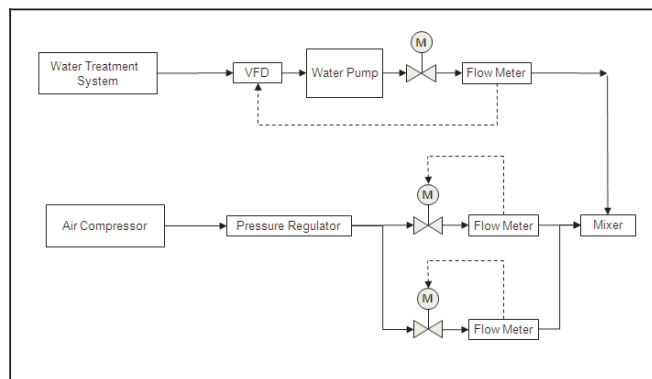 M
Water Treatment
System
VFD
Water Pump
Flow Meter
M
Air Compressor
Pressure Regulator
Flow Meter
Mixer
M
Flow Meter